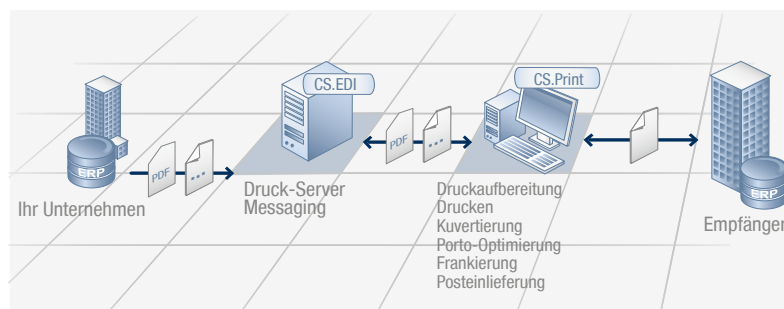 CS.EDI
CS.Print
PDF
...
PDF
...
ERP
ERP
Ihr Unternehmen
Druck-Server
Messaging
Druckaufbereitung
Drucken
Kuvertierung
Porto-Optimierung
Frankierung
Posteinlieferung
Empfänger